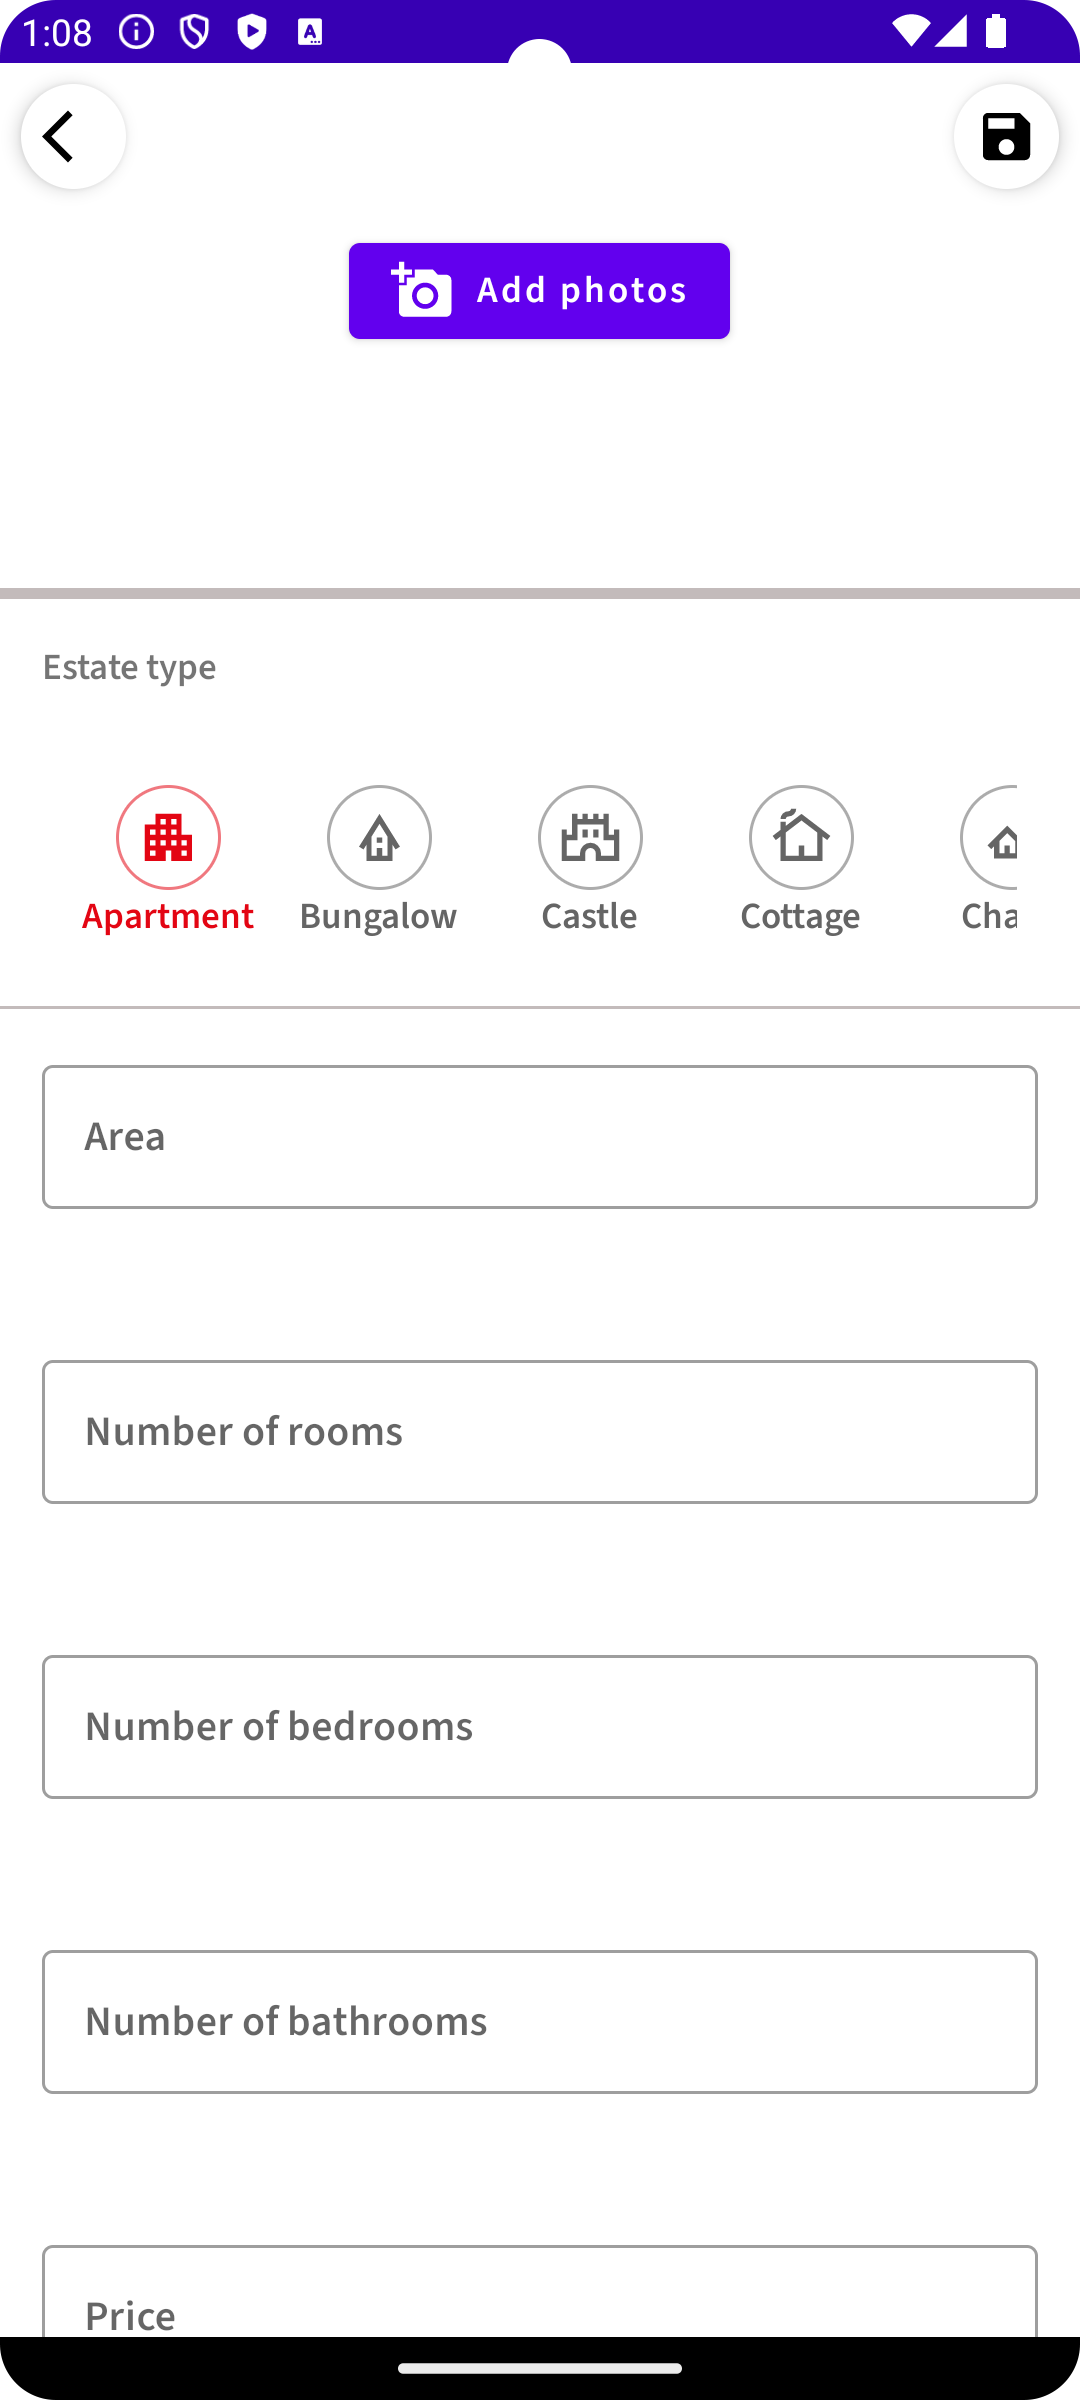 1:08
Add photos
Estate type
Apartment
Bungalow
Castle
Cottage
Cha
Area
Number of rooms
Number of bedrooms
Number of bathrooms
Price